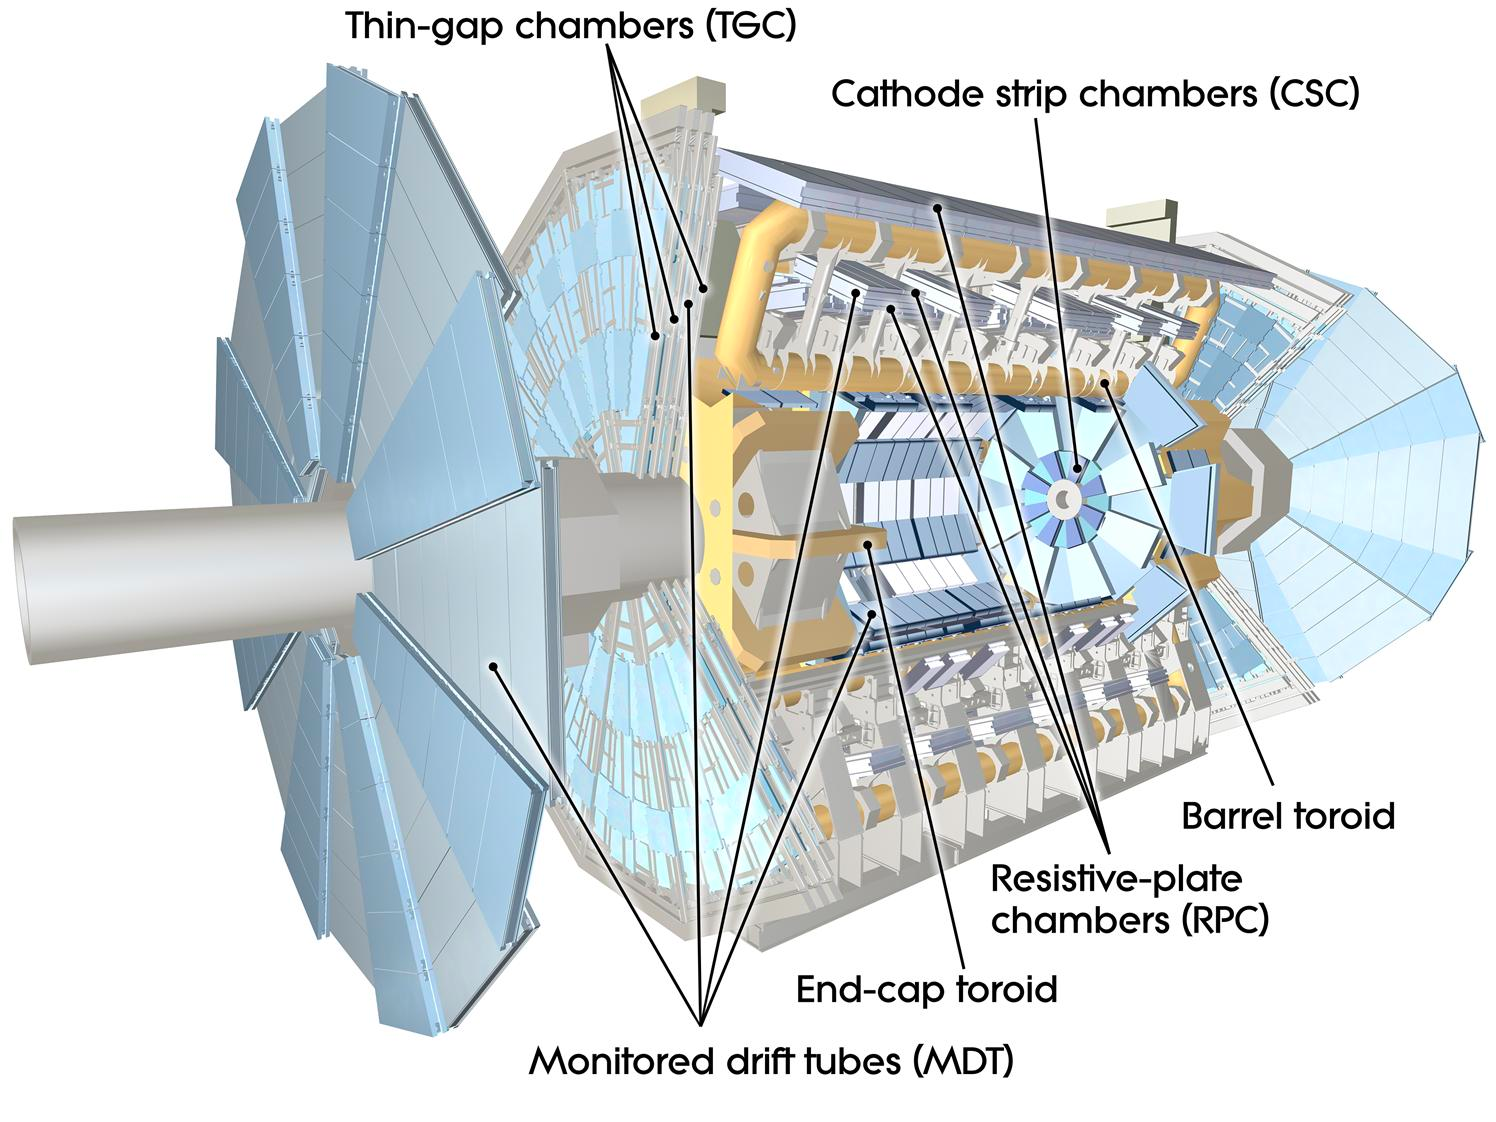 Thin-gap chambers (TGC)
Cathode strip chambers (CSC)
Barrel toroid
Resistive-plate
chambers (RPC)
End-cap toroid
Monitored drift tubes (MDT)